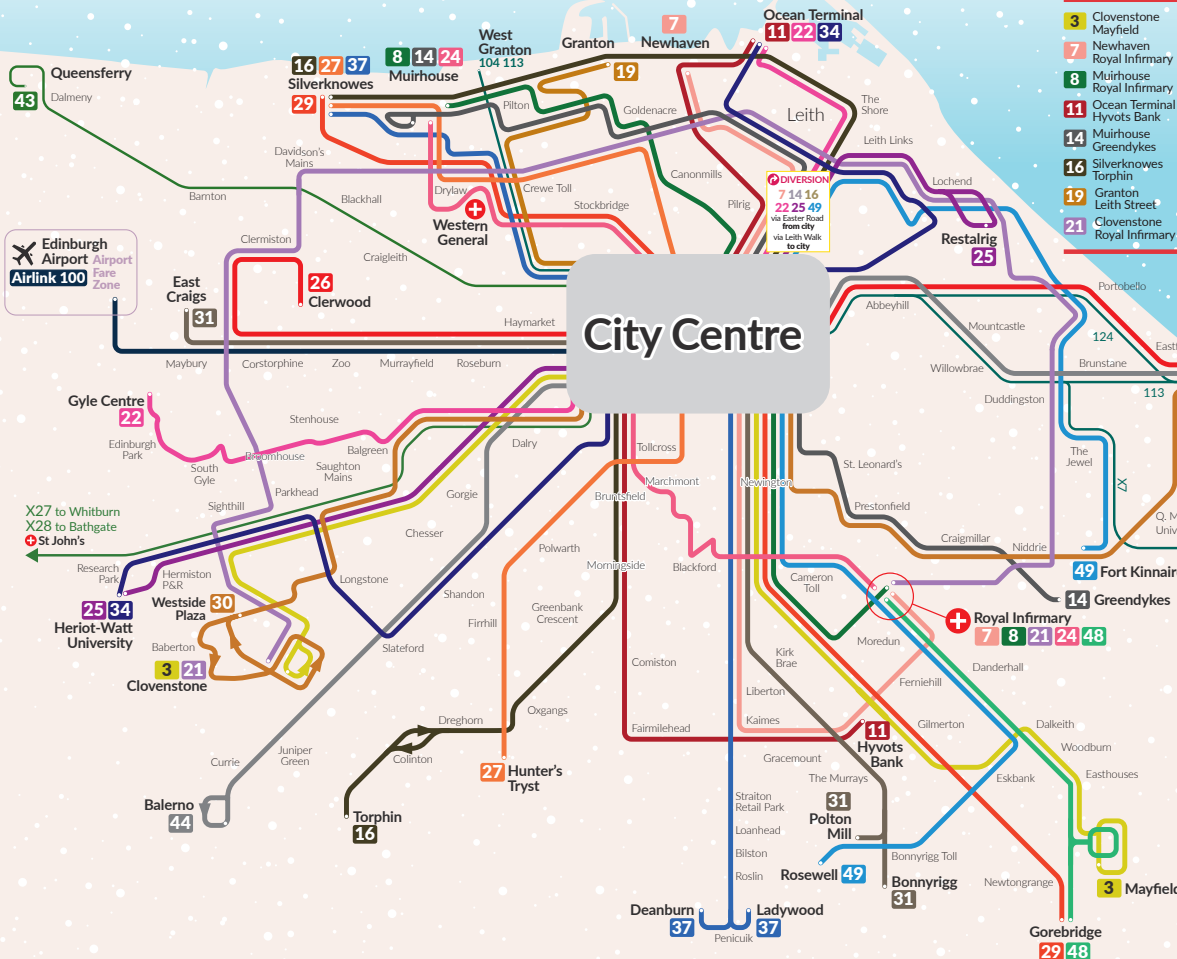 Queensferry
43
Dalmeny
16 27 37
Silverknowes
29
8 14 24
Muirhouse
West
Granton
104 113
Granton
19
7
Newhaven
Ocean Terminal
11 22 34
3 Clovenstone
Mayfield
7 Newhaven
Royal Infirmary
8 Muirhouse
Royal Infirmary
11 Ocean Terminal
Hyvots Bank
14 Muirhouse
Greendykes
16 Silverknowes
Torphin
19 Granton
Leith Street
21 Clovenstone
Royal Infirmary
Pilton
Goldenacre
Leith
The
Shore
Leith Links
Davidson's
Mains
Barnton
Blackhall
Drylaw
Crewe Toll
Canonmills
Stockbridge
Pilrig
Western
General
DIVERSION
7 14 16
22 25 49
via Easter Road
from city
via Leith Walk
to city
Lochend
Restalrig
25
Clermiston
Craigleith
Edinburgh
Airport
Airport
Fare
Zone
Airlink 100
East
Craigs
31
26
Clerwood
Haymarket
City Centre
Portobello
Abbeyhill
Mountcastle
124
Willowbrae
Brunstane
113
Duddingston
Maybury
Corstorphine
Zoo
Murrayfield
Roseburn
Gyle Centre
22
Edinburgh
Park
South
Gyle
Broomhouse
Stenhouse
Balgreen
Saughton
Mains
Dalry
Tollcross
Marchmont
Bruntsfield
Newington
St. Leonard's
The
Jewel
X7
Parkhead
Sighthill
Gorgie
Chesser
Prestonfield
Craigmillar
Niddrie
X27 to Whitburn
X28 to Bathgate
St John's
Research
Park
Hermiston
P&R
25 34
Heriot-Watt
University
Westside
Plaza
30
Longstone
Shandon
Polwarth
Morningside
Blackford
Cameron
Toll
49 Fort Kinnair
14 Greendykes
Royal Infirmary
7 8 21 24 48
Baberton
3 21
Clovenstone
Slateford
Firrhill
Greenbank
Crescent
Moredun
Danderhall
Comiston
Kirk
Brae
Ferniehill
Liberton
Kaimes
Gilmerton
Dalkeith
Woodburn
Oxgangs
Dreghorn
Colinton
Fairmilehead
11
Hyvots
Bank
Juniper
Green
Currie
27 Hunter's
Tryst
Gracemount
The Murrays
Eskbank
Easthouses
Balerno
44
Torphin
16
Straiton
Retail Park
31
Polton
Mill
Loanhead
Bilston
Roslin
Rosewell 49
Bonnyrigg Toll
Bonnyrigg
31
Newtongrange
3 Mayfield
Deanburn
37
Ladywood
37
Penicuik
Gorebridge
29 48